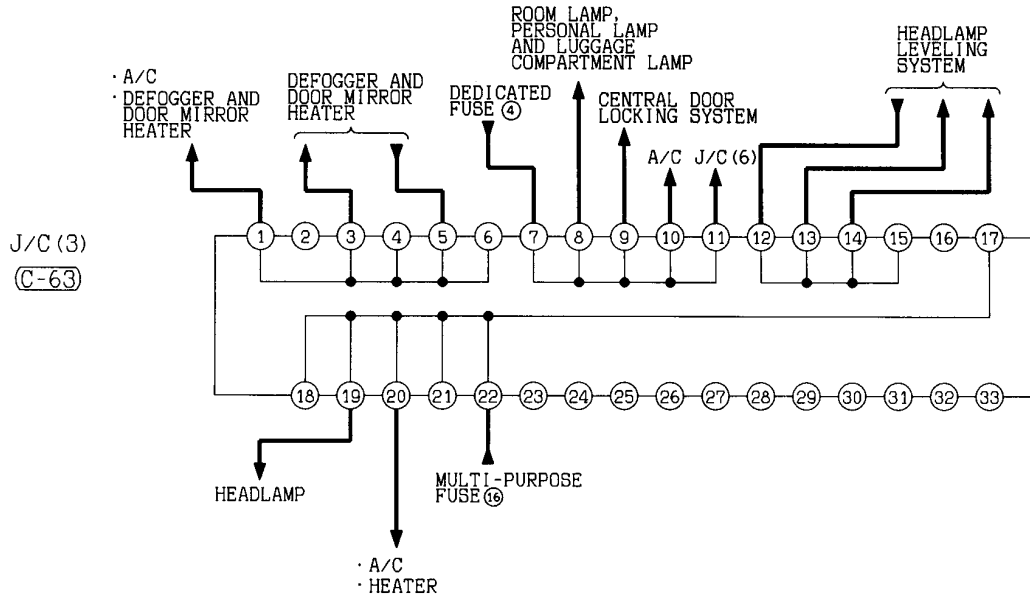 ROOM LAMP,
PERSONAL LAMP
AND LUGGAGE
COMPARTMENT LAMP
HEADLAMP
LEVELING
SYSTEM
· A/C
· DEFOGGER AND
DOOR MIRROR
HEATER
DEFOGGER AND
DOOR MIRROR
HEATER
DEDICATED
FUSE ④
CENTRAL DOOR
LOCKING SYSTEM
A/C J/C (6)
J/C (3)
C-63
1 2 3 4 5 6 7 8 9 10 11 12 13 14 15 16 17
18 19 20 21 22 23 24 25 26 27 28 29 30 31 32 33
HEADLAMP
MULTI-PURPOSE
FUSE ⑯
· A/C
· HEATER